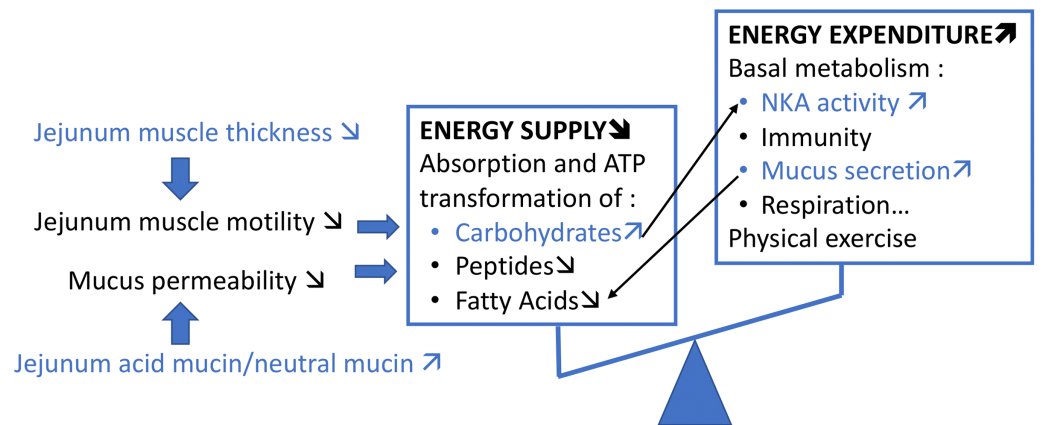 Jejunum muscle thickness ↘
Jejunum muscle motility ↘
Mucus permeability ↘
Jejunum acid mucin/neutral mucin ↗
ENERGY SUPPLY↘
Absorption and ATP
transformation of :
• Carbohydrates↗
• Peptides↘
• Fatty Acids↘
ENERGY EXPENDITURE↗
Basal metabolism :
• NKA activity ↗
• Immunity
• Mucus secretion↗
• Respiration...
Physical exercise